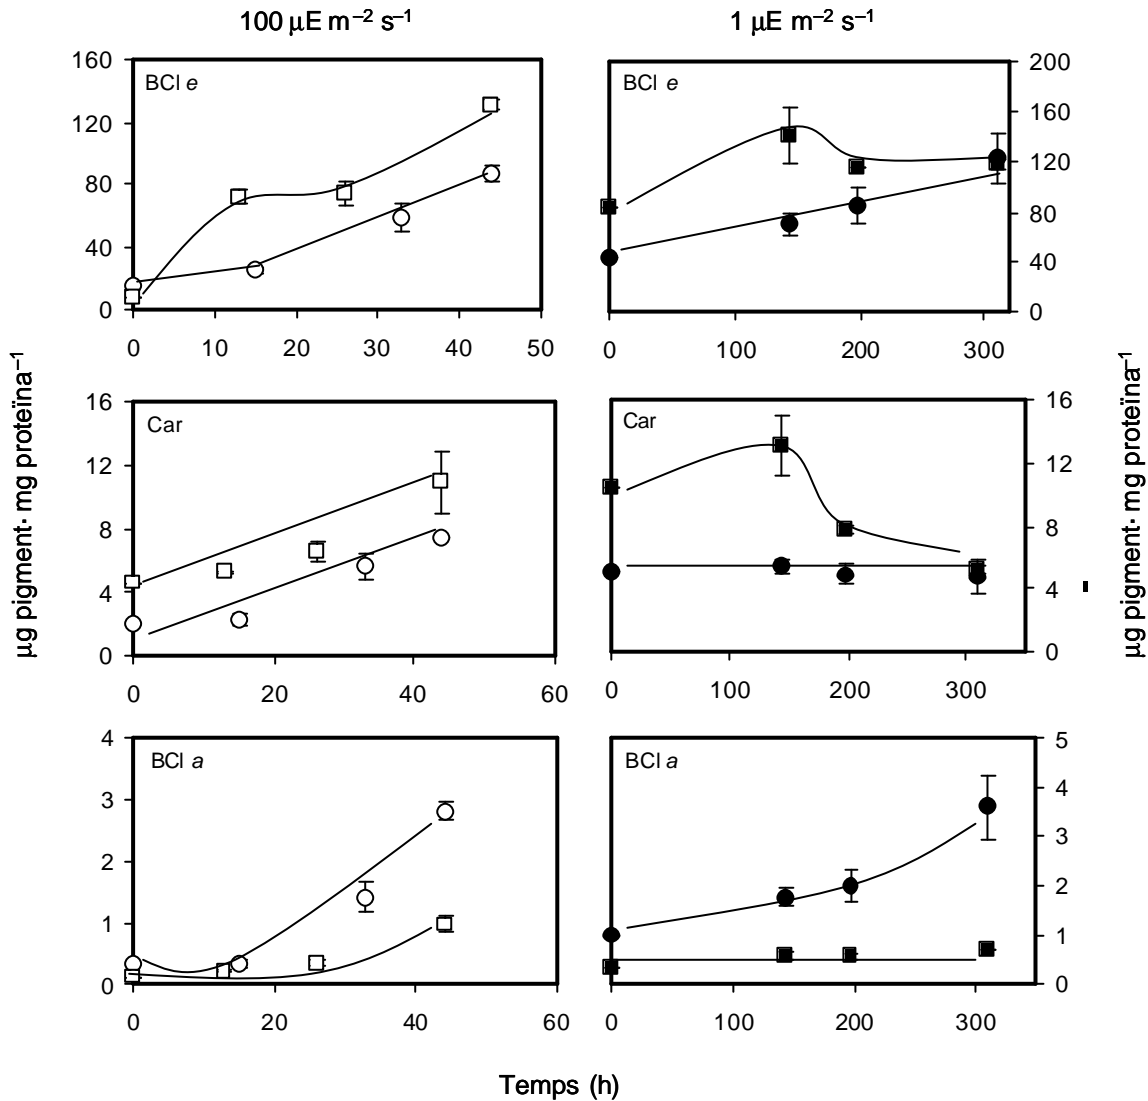 100 µE m⁻² s⁻¹
1 µE m⁻² s⁻¹
BCl e
160
120
80
40
0
0 10 20 30 40 50
BCl e
200
160
120
80
40
0
0 100 200 300
µg pigment· mg proteïna⁻¹
Car
16
12
8
4
0
0 20 40 60
Car
16
12
8
4
0
0 100 200 300
µg pigment· mg proteïna⁻¹
BCl a
4
3
2
1
0
0 20 40 60
BCl a
5
4
3
2
1
0
0 100 200 300
Temps (h)